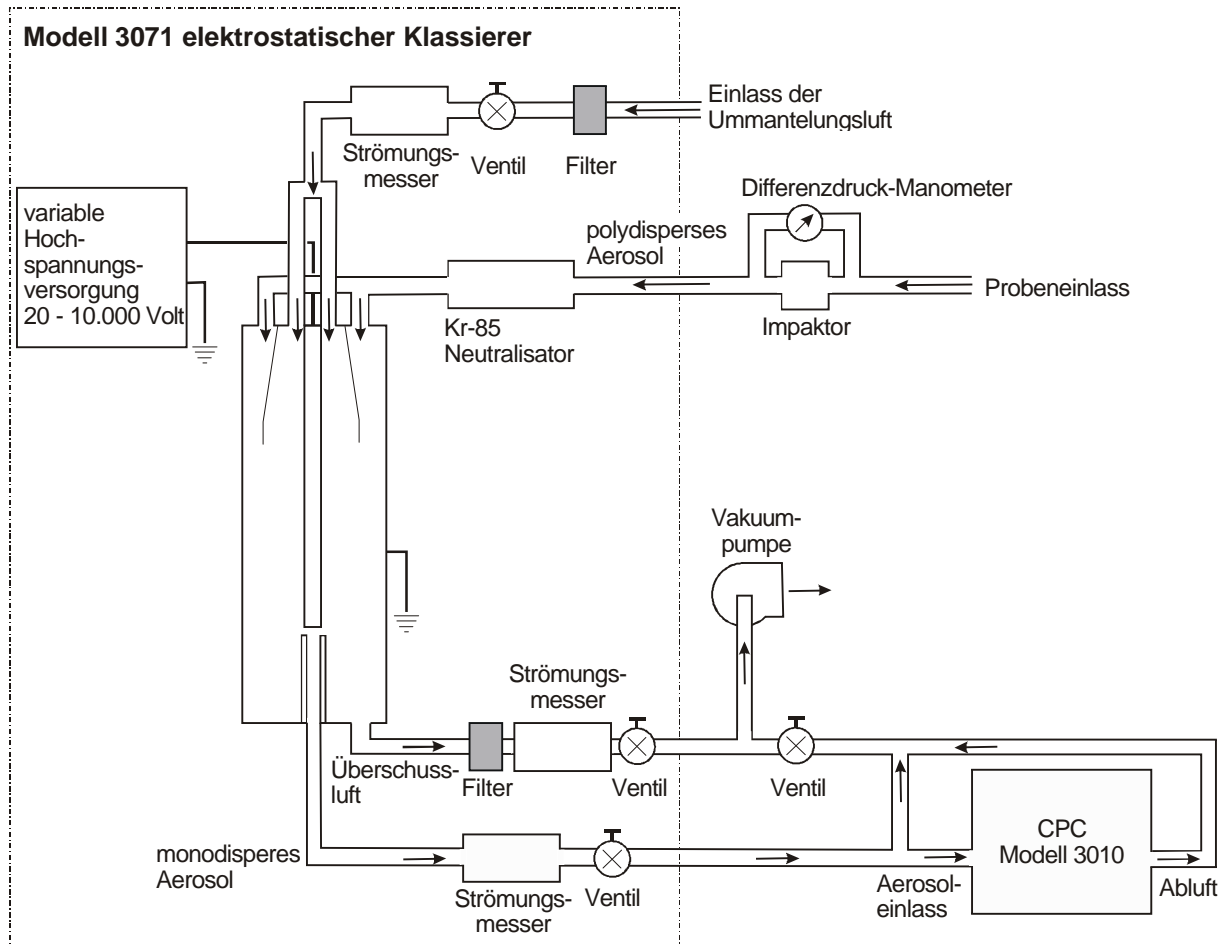 Modell 3071 elektrostatischer Klassierer
Einlass der
Ummantelungsluft
Strömungs-
messer
Ventil
Filter
Differenzdruck-Manometer
variable
Hoch-
spannungs-
versorgung
20 - 10.000 Volt
polydisperses
Aerosol
Probeneinlass
Kr-85
Neutralisator
Impaktor
Vakuum-
pumpe
Strömungs-
messer
Überschuss-
luft
Filter
Ventil
Ventil
CPC
Modell 3010
monodisperes
Aerosol
Strömungs-
messer
Ventil
Aerosol-
einlass
Abluft